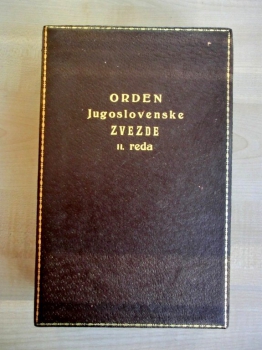 ORDEN
Jugoslovenske
ZVEZDE
II. reda